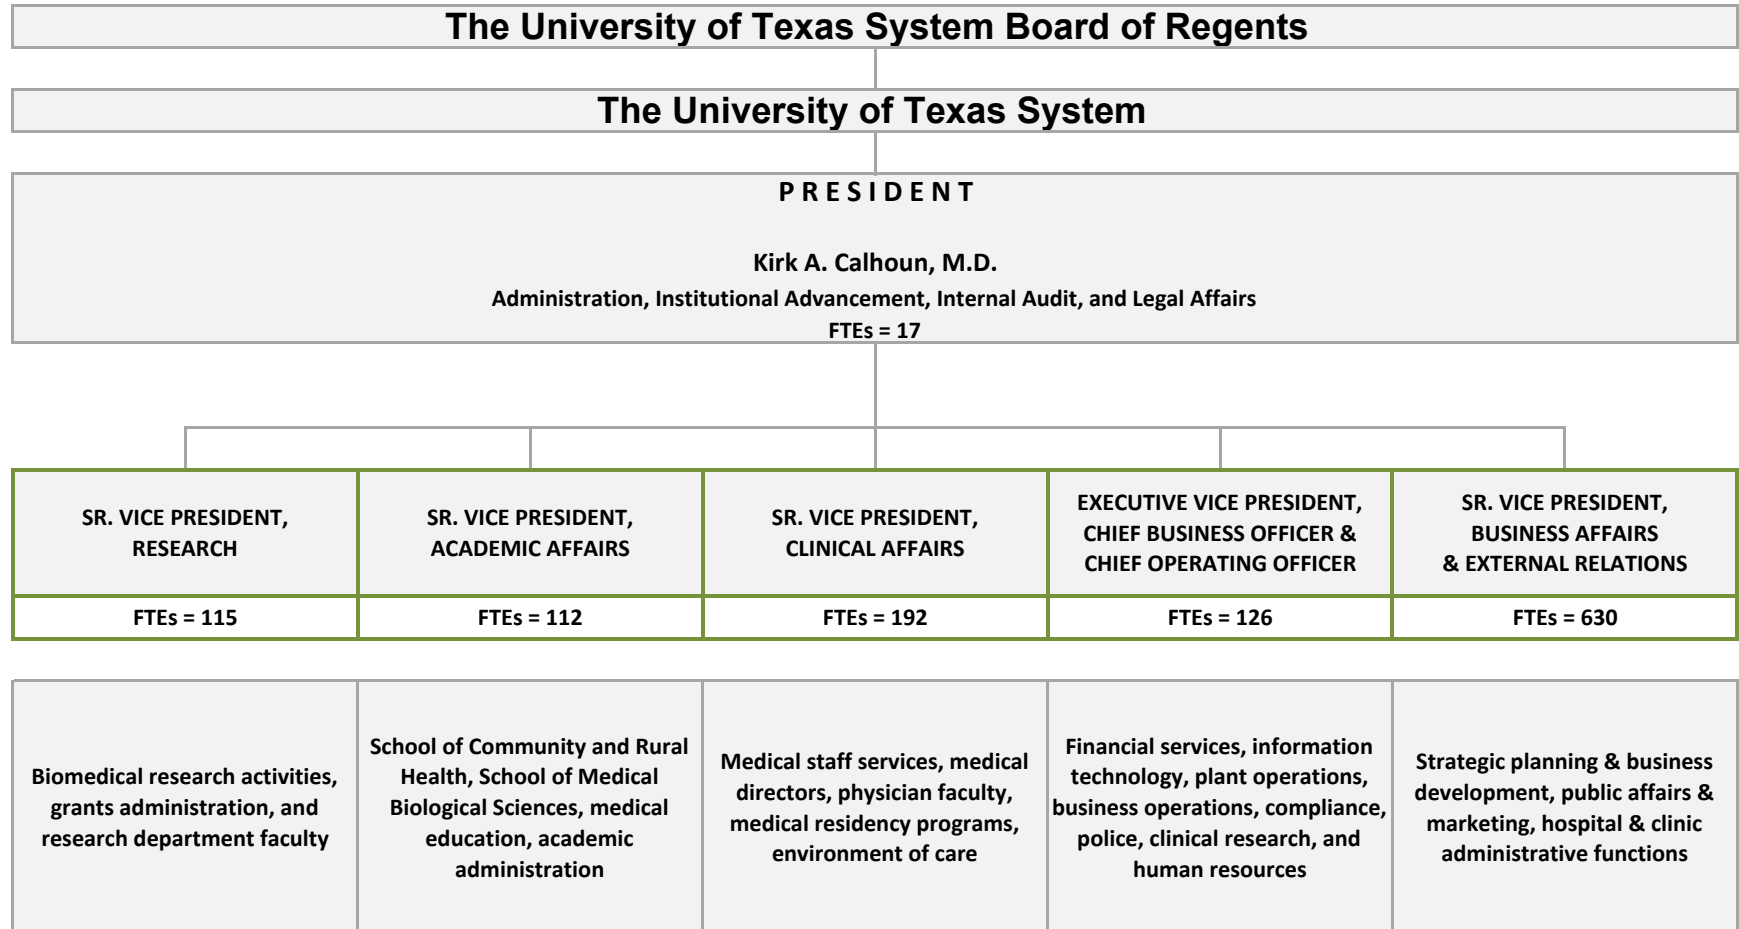 The University of Texas System Board of Regents
The University of Texas System
P R E S I D E N T
Kirk A. Calhoun, M.D.
Administration, Institutional Advancement, Internal Audit, and Legal Affairs
FTEs = 17
SR. VICE PRESIDENT,
RESEARCH
FTEs = 115
SR. VICE PRESIDENT,
ACADEMIC AFFAIRS
FTEs = 112
SR. VICE PRESIDENT,
CLINICAL AFFAIRS
FTEs = 192
EXECUTIVE VICE PRESIDENT,
CHIEF BUSINESS OFFICER &
CHIEF OPERATING OFFICER
FTEs = 126
SR. VICE PRESIDENT,
BUSINESS AFFAIRS
& EXTERNAL RELATIONS
FTEs = 630
Biomedical research activities,
grants administration, and
research department faculty
School of Community and Rural
Health, School of Medical
Biological Sciences, medical
education, academic
administration
Medical staff services, medical
directors, physician faculty,
medical residency programs,
environment of care
Financial services, information
technology, plant operations,
business operations, compliance,
police, clinical research, and
human resources
Strategic planning & business
development, public affairs &
marketing, hospital & clinic
administrative functions